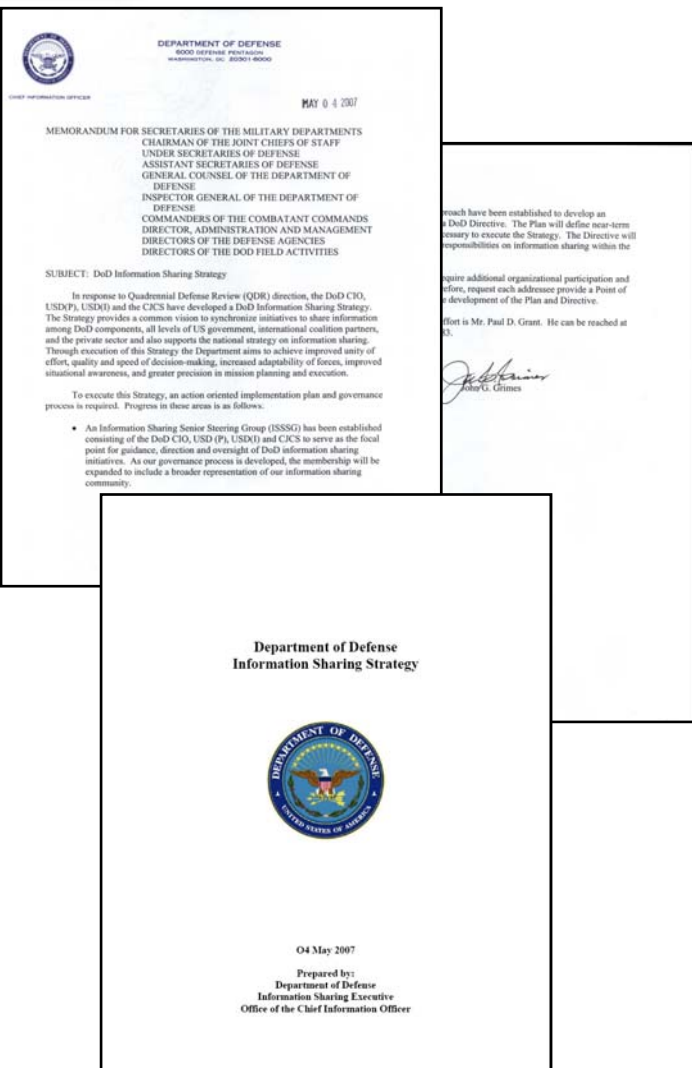 DEPARTMENT OF DEFENSE
6000 DEFENSE PENTAGON
WASHINGTON, DC 20301-6000
CHIEF INFORMATION OFFICER
MAY 0 4 2007
MEMORANDUM FOR SECRETARIES OF THE MILITARY DEPARTMENTS
CHAIRMAN OF THE JOINT CHIEFS OF STAFF
UNDER SECRETARIES OF DEFENSE
ASSISTANT SECRETARIES OF DEFENSE
GENERAL COUNSEL OF THE DEPARTMENT OF
DEFENSE
INSPECTOR GENERAL OF THE DEPARTMENT OF
DEFENSE
COMMANDERS OF THE COMBATANT COMMANDS
DIRECTOR, ADMINISTRATION AND MANAGEMENT
DIRECTORS OF THE DEFENSE AGENCIES
DIRECTORS OF THE DOD FIELD ACTIVITIES
SUBJECT: DoD Information Sharing Strategy
In response to Quadrennial Defense Review (QDR) direction, the DoD CIO,
USD(P), USD(I) and the CJCS have developed a DoD Information Sharing Strategy.
The Strategy provides a common vision to synchronize initiatives to share information
among DoD components, all levels of US government, international coalition partners,
and the private sector and also supports the national strategy on information sharing.
Through execution of this Strategy the Department aims to achieve improved unity of
effort, quality and speed of decision-making, increased adaptability of forces, improved
situational awareness, and greater precision in mission planning and execution.
To execute this Strategy, an action oriented implementation plan and governance
process is required. Progress in these areas is as follows:
• An Information Sharing Senior Steering Group (ISSSG) has been established
consisting of the DoD CIO, USD (P), USD(I) and CJCS to serve as the focal
point for guidance, direction and oversight of DoD information sharing
initiatives. As our governance process is developed, the membership will be
expanded to include a broader representation of our information sharing
community.
roach have been established to develop an
a DoD Directive. The Plan will define near-term
cessary to execute the Strategy. The Directive will
responsibilities on information sharing within the
equire additional organizational participation and
efore, request each addressee provide a Point of
e development of the Plan and Directive.
ffort is Mr. Paul D. Grant. He can be reached at
John G. Grimes
Department of Defense
Information Sharing Strategy
DEPARTMENT OF DEFENSE
UNITED STATES OF AMERICA
O4 May 2007
Prepared by:
Department of Defense
Information Sharing Executive
Office of the Chief Information Officer